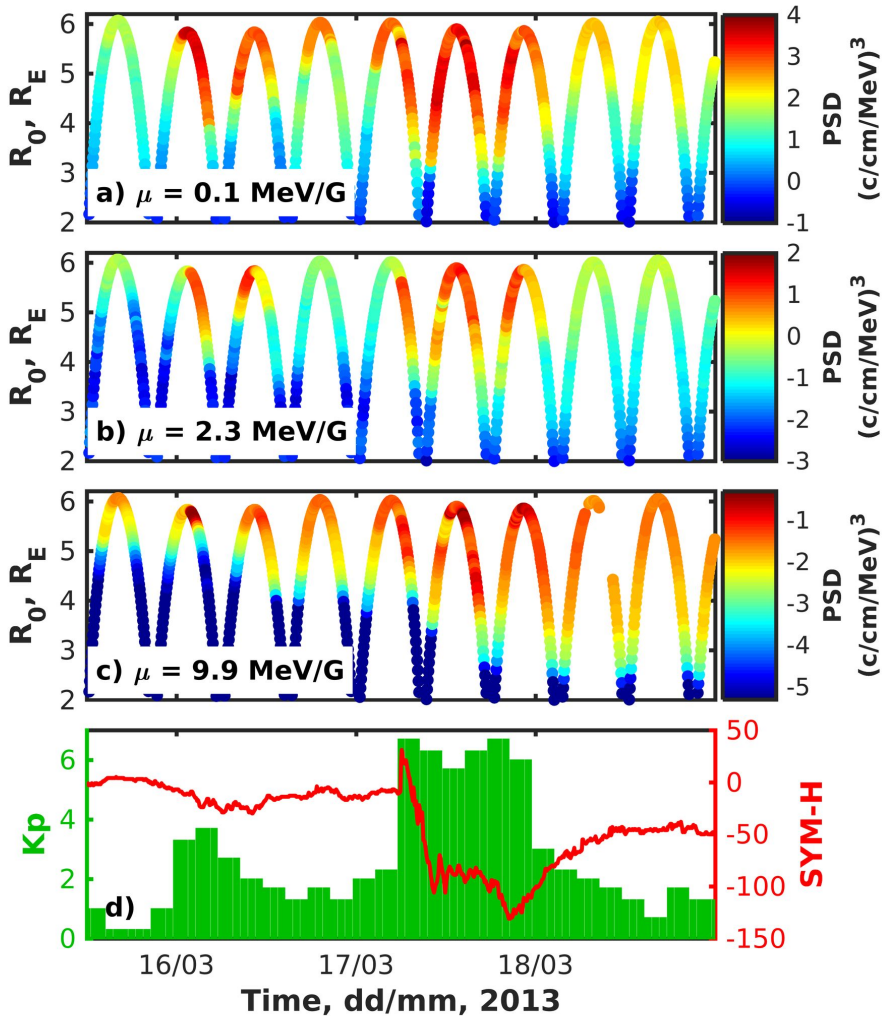 6
5
4
3
2
R0, RE
a) μ = 0.1 MeV/G
4
3
2
1
0
-1
PSD
(c/cm/MeV)³
6
5
4
3
2
R0, RE
b) μ = 2.3 MeV/G
2
1
0
-1
-2
-3
PSD
(c/cm/MeV)³
6
5
4
3
2
R0, RE
c) μ = 9.9 MeV/G
-1
-2
-3
-4
-5
PSD
(c/cm/MeV)³
6
4
2
0
Kp
d)
50
0
-50
-100
-150
SYM-H
16/03 17/03 18/03
Time, dd/mm, 2013